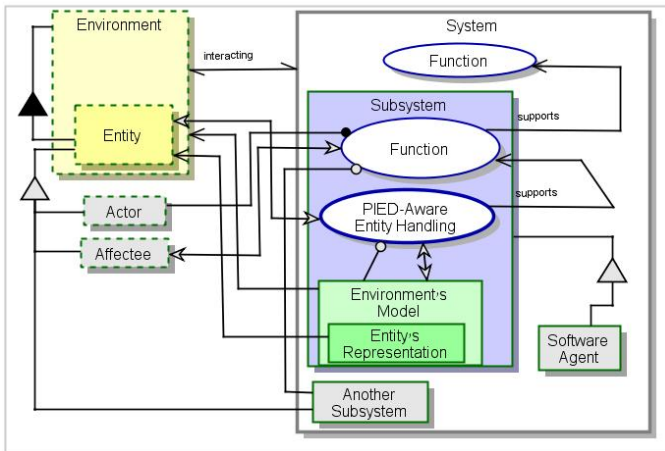 Environment
System
interacting
Function
Subsystem
supports
Entity
Function
supports
PIED-Aware
Entity Handling
Actor
Affectee
Environment's
Model
Entity's
Representation
Software
Agent
Another
Subsystem